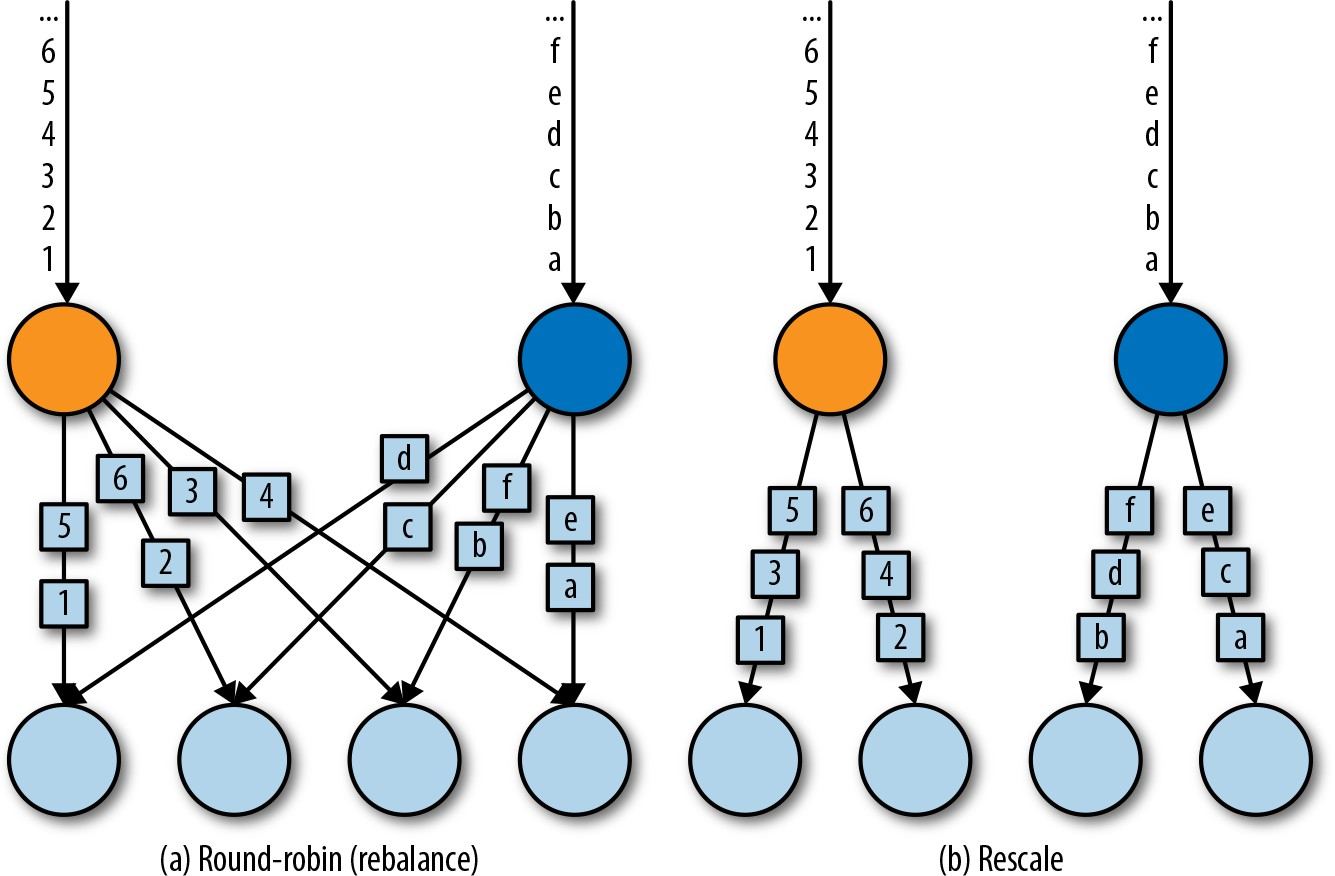 ... ... ... ...
6 f 6 f
5 e 5 e
4 d 4 d
3 c 3 c
2 b 2 b
1 a 1 a
d
6 3 4 f
5 c e 5 6 f e
2 b
1 a 3 4 d c
1 2 b a
(a) Round-robin (rebalance) (b) Rescale